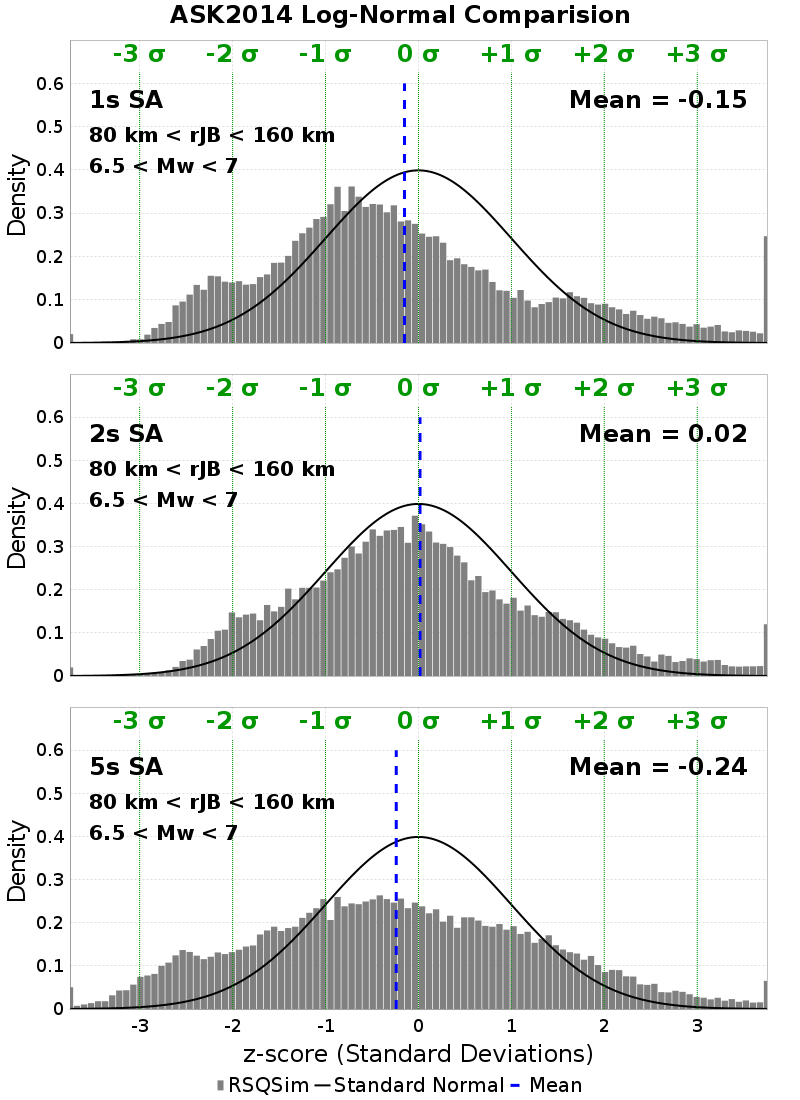 ASK2014 Log-Normal Comparision
-3 σ -2 σ -1 σ 0 σ +1 σ +2 σ +3 σ
0.6
1s SA Mean = -0.15
0.5
80 km < rJB < 160 km
6.5 < Mw < 7
0.4
0.3
0.2
0.1
0
Density
-3 σ -2 σ -1 σ 0 σ +1 σ +2 σ +3 σ
0.6
2s SA Mean = 0.02
0.5
80 km < rJB < 160 km
6.5 < Mw < 7
0.4
0.3
0.2
0.1
0
Density
-3 σ -2 σ -1 σ 0 σ +1 σ +2 σ +3 σ
0.6
5s SA Mean = -0.24
0.5
80 km < rJB < 160 km
6.5 < Mw < 7
0.4
0.3
0.2
0.1
0
Density
-3 -2 -1 0 1 2 3
z-score (Standard Deviations)
RSQSim Standard Normal Mean